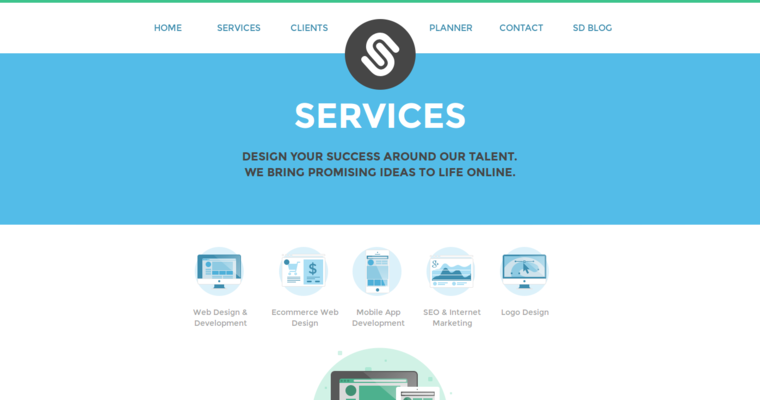 HOME SERVICES CLIENTS PLANNER CONTACT SD BLOG
SERVICES
DESIGN YOUR SUCCESS AROUND OUR TALENT.
WE BRING PROMISING IDEAS TO LIFE ONLINE.
$
g+
Web Design &
Development
Ecommerce Web
Design
Mobile App
Development
SEO & Internet
Marketing
Logo Design